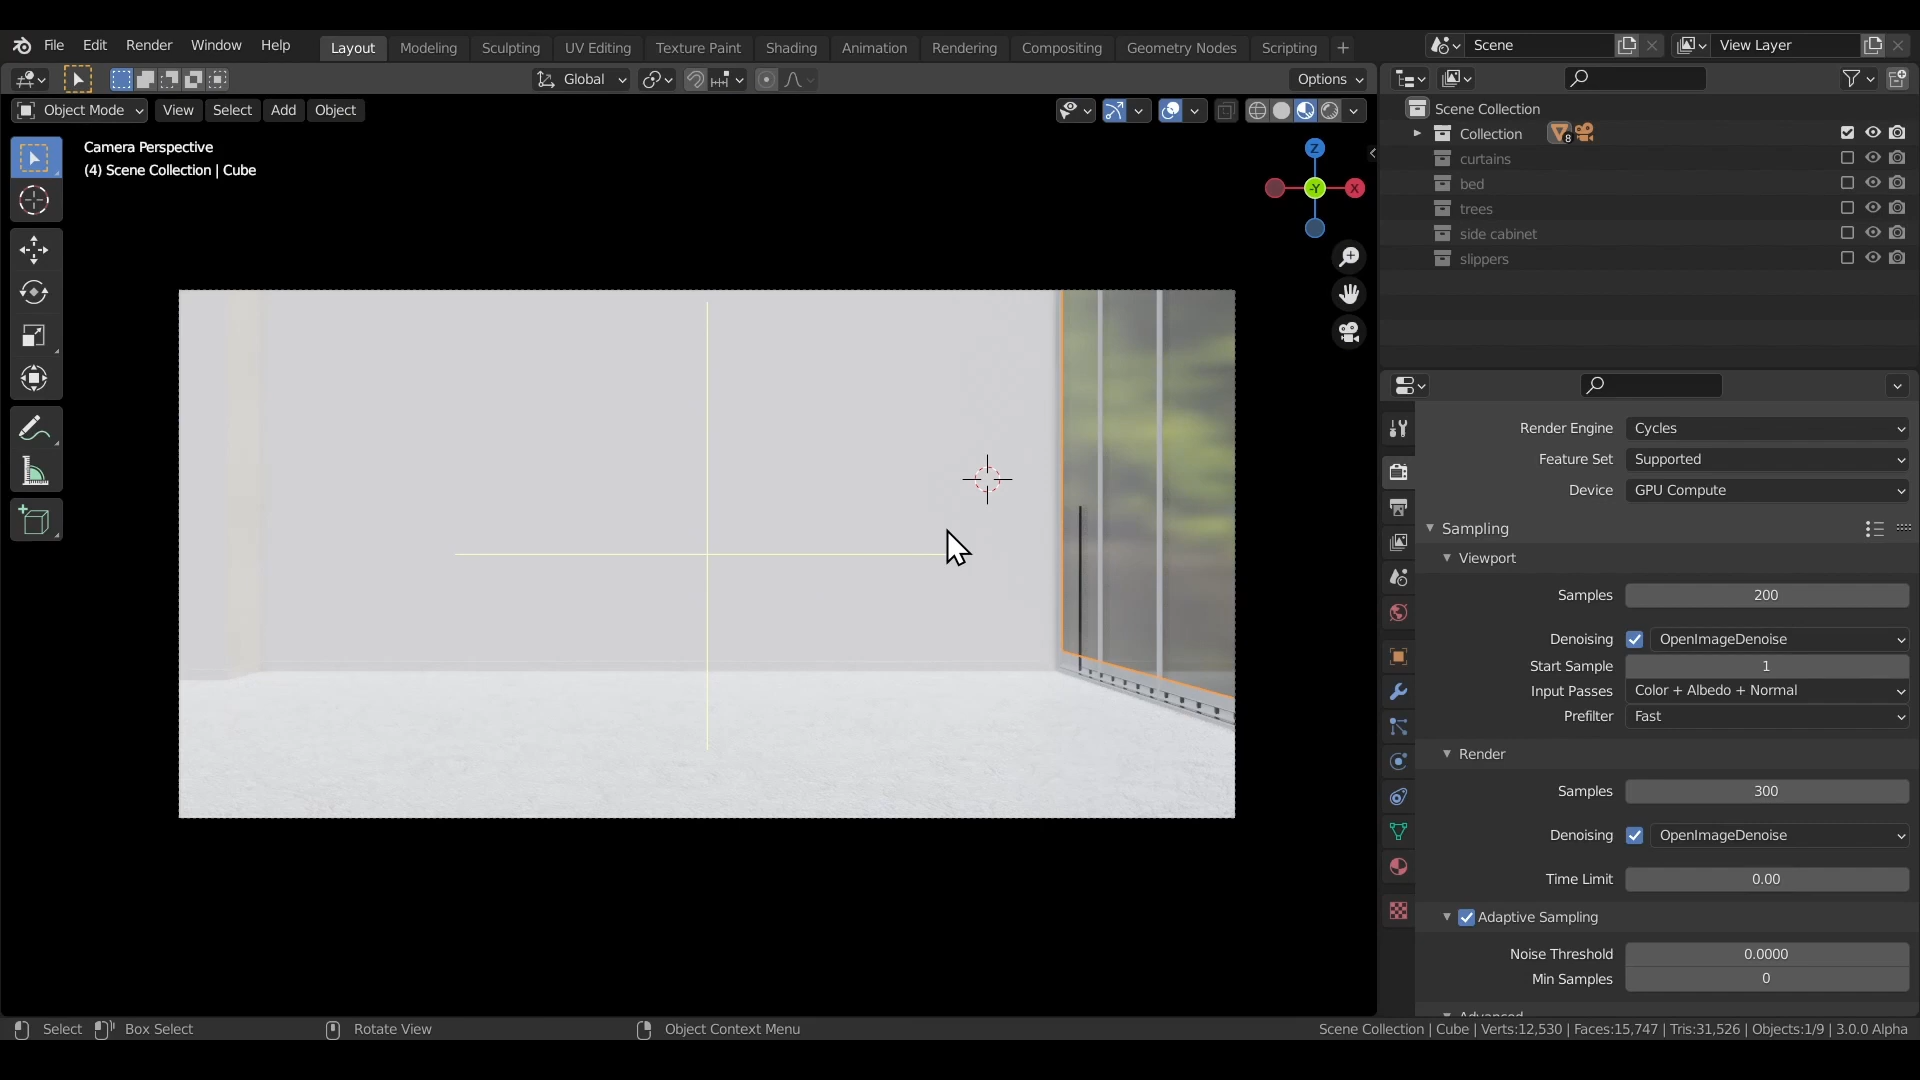 File Edit Render Window Help Layout Modeling Sculpting UV Editing Texture Paint Shading Animation Rendering Compositing Geometry Nodes Scripting + Scene View Layer
Global Options
Object Mode View Select Add Object
Camera Perspective
(4) Scene Collection | Cube
Z
-Y
X
Scene Collection
Collection 8
curtains
bed
trees
side cabinet
slippers
Render Engine Cycles
Feature Set Supported
Device GPU Compute
Sampling
Viewport
Samples 200
Denoising OpenImageDenoise
Start Sample 1
Input Passes Color + Albedo + Normal
Prefilter Fast
Render
Samples 300
Denoising OpenImageDenoise
Time Limit 0.00
Adaptive Sampling
Noise Threshold 0.0000
Min Samples 0
Advanced
Select Box Select Rotate View Object Context Menu Scene Collection | Cube | Verts:12,530 | Faces:15,747 | Tris:31,526 | Objects:1/9 | 3.0.0 Alpha